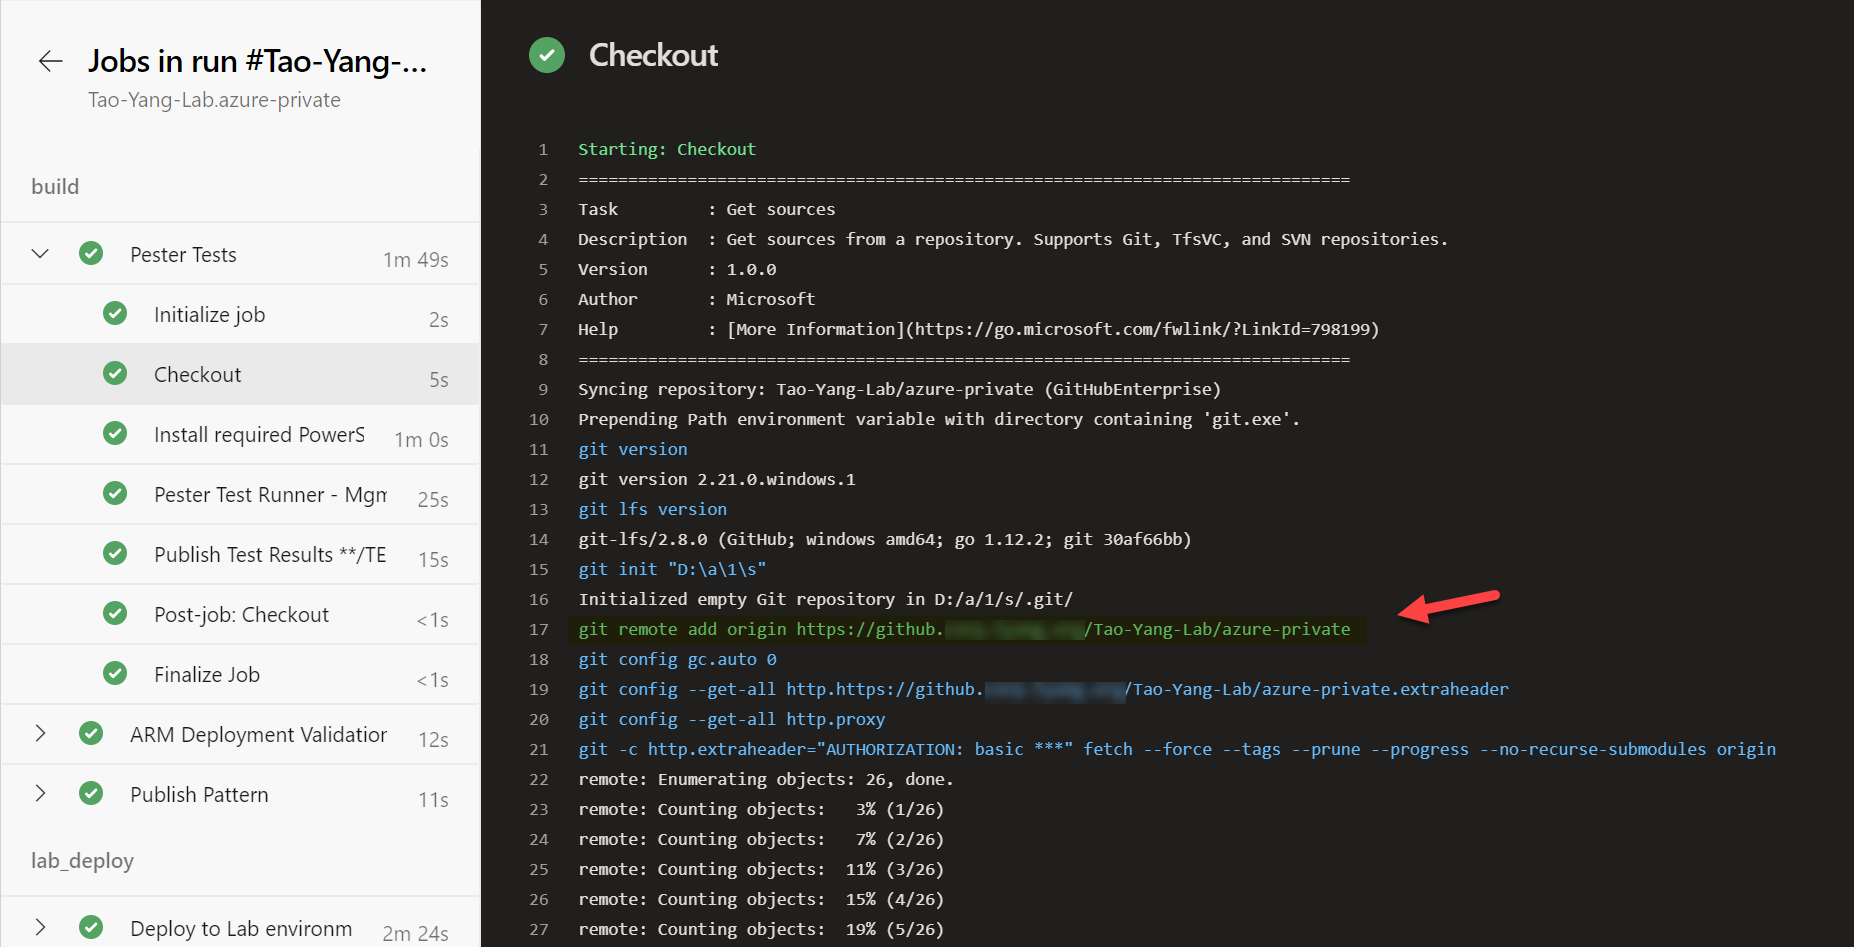 Jobs in run #Tao-Yang-...
Tao-Yang-Lab.azure-private
build
Pester Tests 1m 49s
Initialize job 2s
Checkout 5s
Install required PowerS 1m 0s
Pester Test Runner - Mgm 25s
Publish Test Results **/TE 15s
Post-job: Checkout <1s
Finalize Job <1s
ARM Deployment Validation 12s
Publish Pattern 11s
lab_deploy
Deploy to Lab environm 2m 24s
Checkout
1 Starting: Checkout
2 ==============================================================================
3 Task         : Get sources
4 Description  : Get sources from a repository. Supports Git, TfsVC, and SVN repositories.
5 Version      : 1.0.0
6 Author       : Microsoft
7 Help         : [More Information](https://go.microsoft.com/fwlink/?LinkId=798199)
8 ==============================================================================
9 Syncing repository: Tao-Yang-Lab/azure-private (GitHubEnterprise)
10 Prepending Path environment variable with directory containing 'git.exe'.
11 git version
12 git version 2.21.0.windows.1
13 git lfs version
14 git-lfs/2.8.0 (GitHub; windows amd64; go 1.12.2; git 30af66bb)
15 git init "D:\a\1\s"
16 Initialized empty Git repository in D:/a/1/s/.git/
17 git remote add origin https://github. /Tao-Yang-Lab/azure-private
18 git config gc.auto 0
19 git config --get-all http.https://github. /Tao-Yang-Lab/azure-private.extraheader
20 git config --get-all http.proxy
21 git -c http.extraheader="AUTHORIZATION: basic ***" fetch --force --tags --prune --progress --no-recurse-submodules origin
22 remote: Enumerating objects: 26, done.
23 remote: Counting objects:   3% (1/26)
24 remote: Counting objects:   7% (2/26)
25 remote: Counting objects:  11% (3/26)
26 remote: Counting objects:  15% (4/26)
27 remote: Counting objects:  19% (5/26)